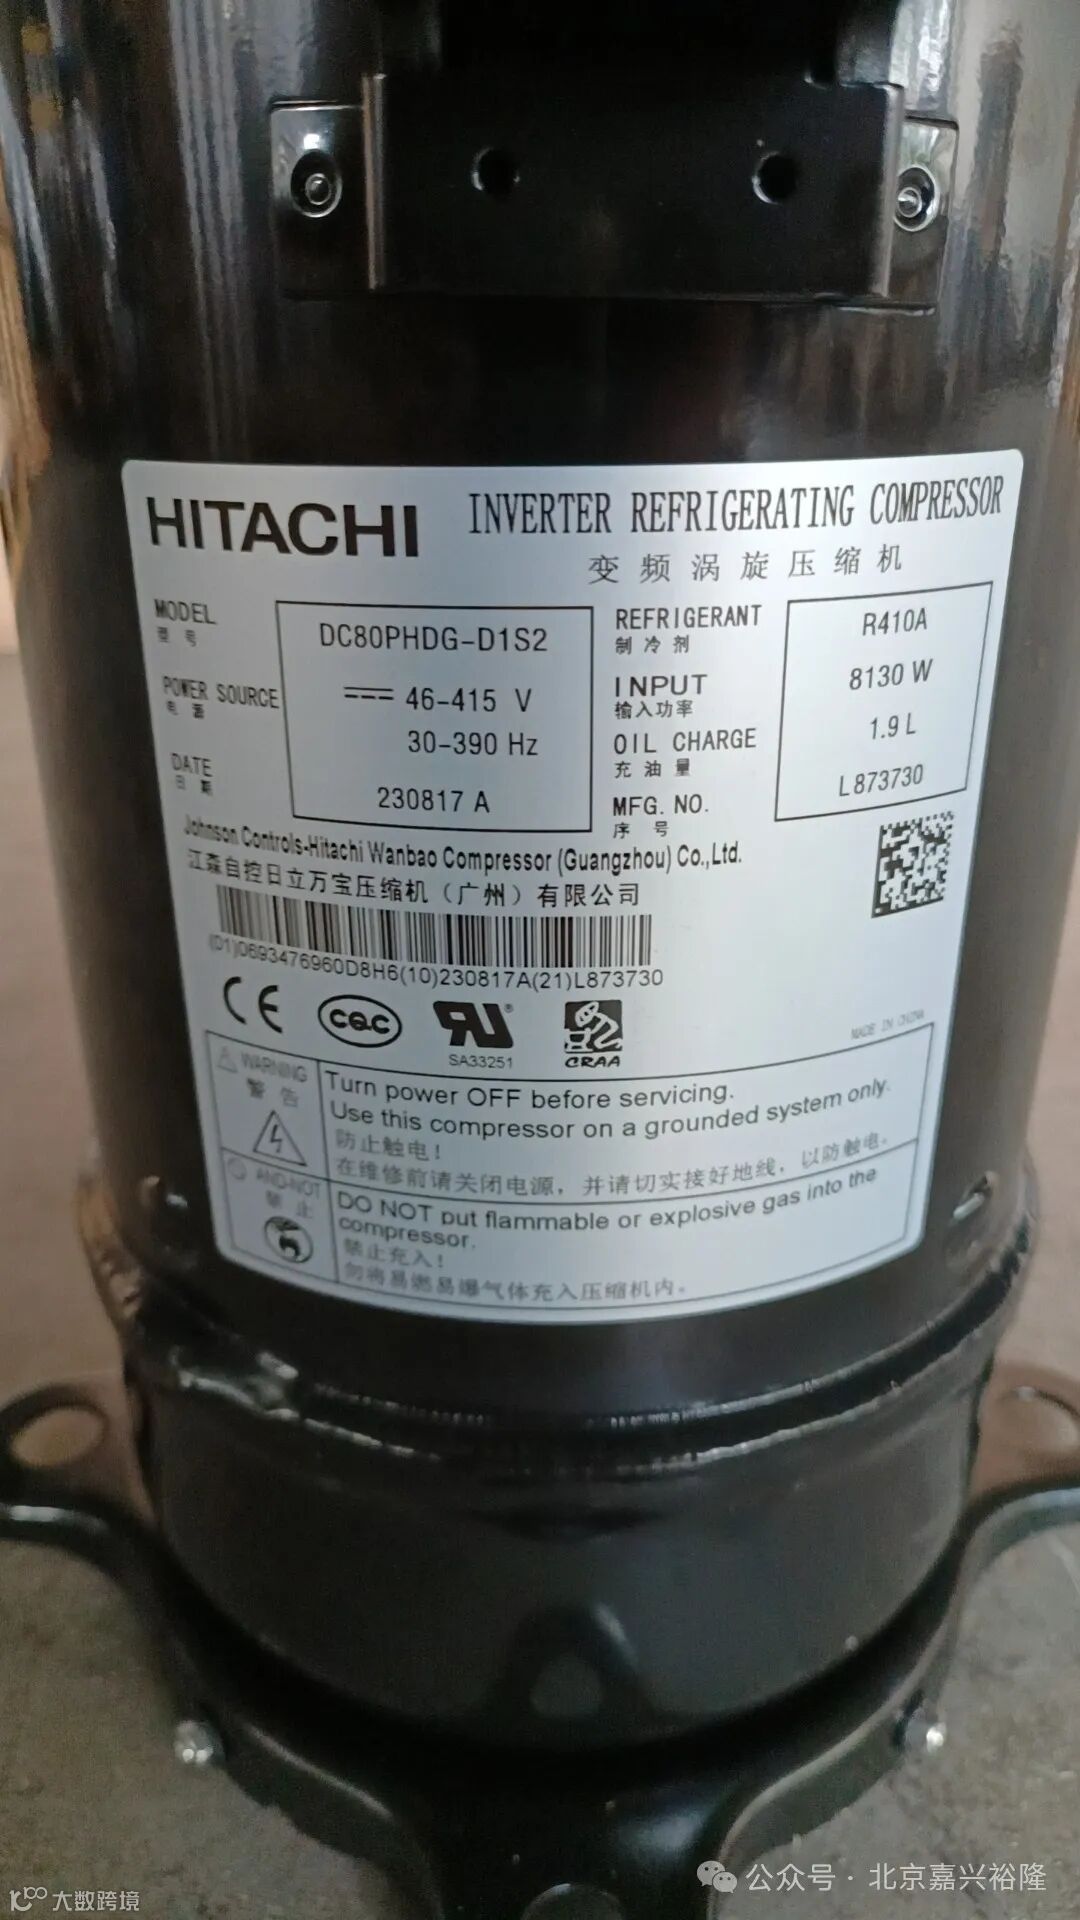 HITACHI
INVERTER REFRIGERATING COMPRESSOR
变频涡旋压缩机
MODEL
型号
DC80PHDG-D1S2
POWER SOURCE
电源
46-415 V
30-390 Hz
DATE
日期
230817 A
REFRIGERANT
制冷剂
R410A
INPUT
输入功率
8130 W
OIL CHARGE
充油量
1.9 L
MFG. NO.
序号
L873730
Johnson Controls-Hitachi Wanbao Compressor (Guangzhou) Co.,Ltd.
江森自控日立万宝压缩机（广州）有限公司
(01)0693476960D8H6(10)230817A(21)L873730
CE
CQC
RU
®
SA33251
CRAA
MADE IN CHINA
WARNING
警告
Turn power OFF before servicing.
Use this compressor on a grounded system only.
防止触电！
在维修前请关闭电源，并请切实接好地线，以防触电。
AND-NOT
禁止
DO NOT put flammable or explosive gas into the
compressor.
禁止充入！
勿将易燃易爆气体充入压缩机内。
公众号·北京嘉兴裕隆
大数跨境